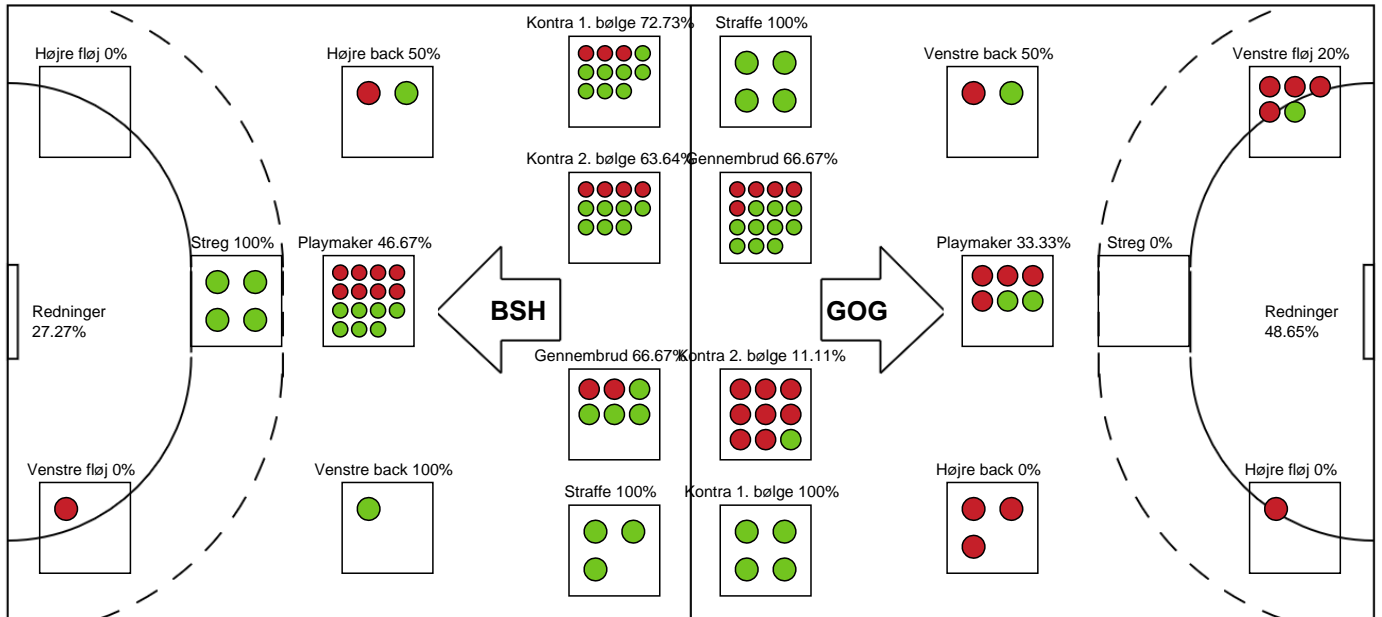 Kontra 1. bølge 72.73%
Straffe 100%
Højre fløj 0%
Højre back 50%
Venstre back 50%
Venstre fløj 20%
Kontra 2. bølge 63.64%
Gennembrud 66.67%
Streg 100%
Playmaker 46.67%
Playmaker 33.33%
Streg 0%
Redninger
27.27%
BSH
GOG
Redninger
48.65%
Gennembrud 66.67%
Kontra 2. bølge 11.11%
Venstre fløj 0%
Venstre back 100%
Straffe 100%
Kontra 1. bølge 100%
Højre back 0%
Højre fløj 0%